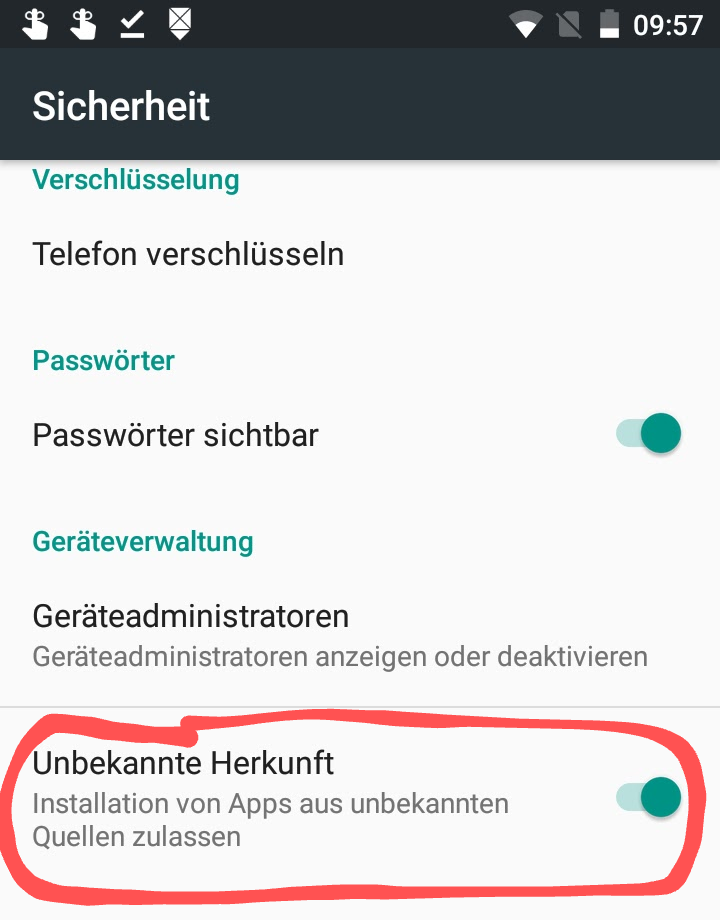 09:57
Sicherheit
Verschlüsselung
Telefon verschlüsseln
Passwörter
Passwörter sichtbar
Geräteverwaltung
Geräteadministratoren
Geräteadministratoren anzeigen oder deaktivieren
Unbekannte Herkunft
Installation von Apps aus unbekannten
Quellen zulassen